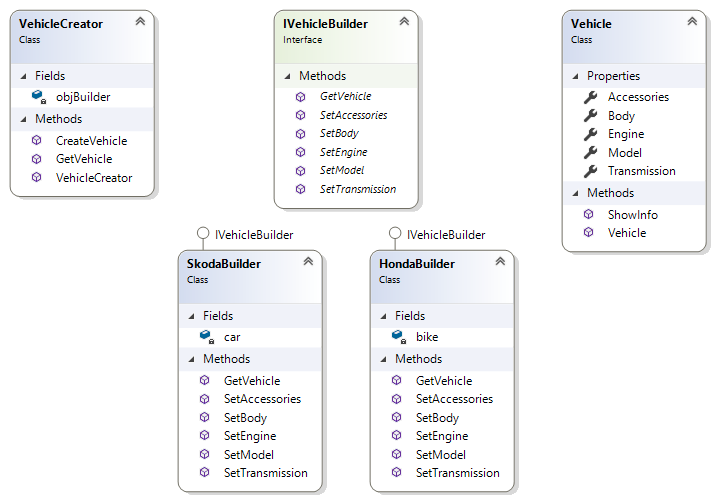 VehicleCreator
Class
Fields
objBuilder
Methods
CreateVehicle
GetVehicle
VehicleCreator
IVehicleBuilder
Interface
Methods
GetVehicle
SetAccessories
SetBody
SetEngine
SetModel
SetTransmission
Vehicle
Class
Properties
Accessories
Body
Engine
Model
Transmission
Methods
ShowInfo
Vehicle
IVehicleBuilder
SkodaBuilder
Class
Fields
car
Methods
GetVehicle
SetAccessories
SetBody
SetEngine
SetModel
SetTransmission
IVehicleBuilder
HondaBuilder
Class
Fields
bike
Methods
GetVehicle
SetAccessories
SetBody
SetEngine
SetModel
SetTransmission